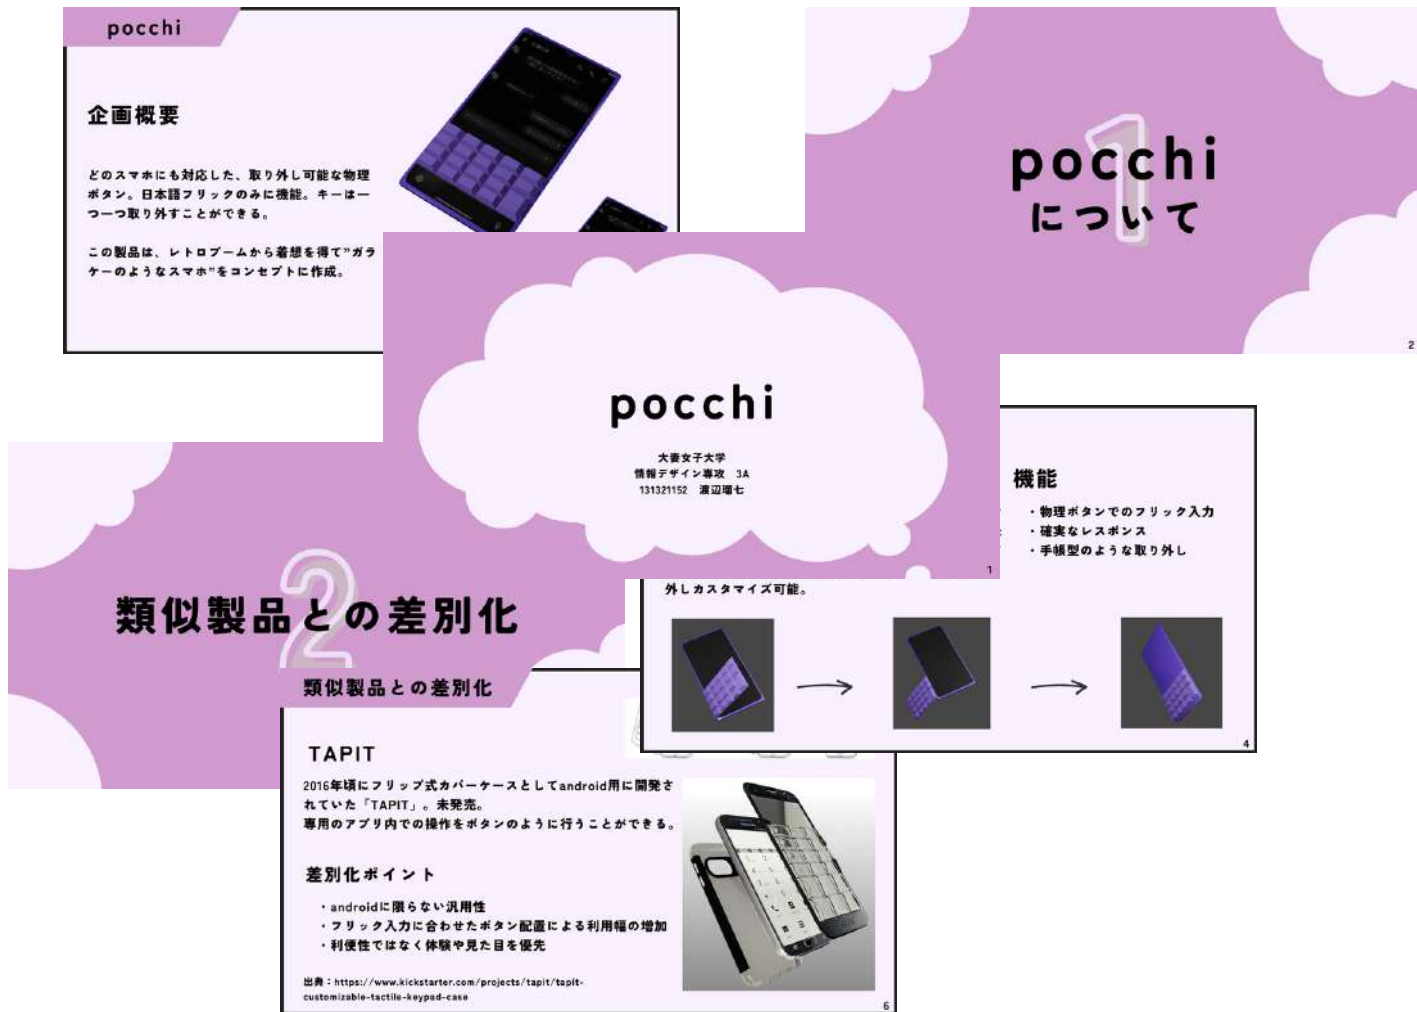 pocchi
企画概要
どのスマホにも対応した、取り外し可能な物理
ボタン。日本語フリックのみに機能。キーは一
つ一つ取り外すことができる。
この製品は、レトロブームから着想を得て"ガラ
ケーのようなスマホ"をコンセプトに作成。
1
pocchi
について
2
pocchi
大妻女子大学
情報デザイン専攻 3A
131321152 渡辺瑠七
1
機能
・物理ボタンでのフリック入力
・確実なレスポンス
・手帳型のような取り外し
外しカスタマイズ可能。
4
2
類似製品との差別化
類似製品との差別化
TAPIT
2016年頃にフリップ式カバーケースとしてandroid用に開発さ
れていた「TAPIT」。未発売。
専用のアプリ内での操作をボタンのように行うことができる。
差別化ポイント
・androidに限らない汎用性
・フリック入力に合わせたボタン配置による利用幅の増加
・利便性ではなく体験や見た目を優先
出典：https://www.kickstarter.com/projects/tapit/tapit-
customizable-tactile-keypad-case
6